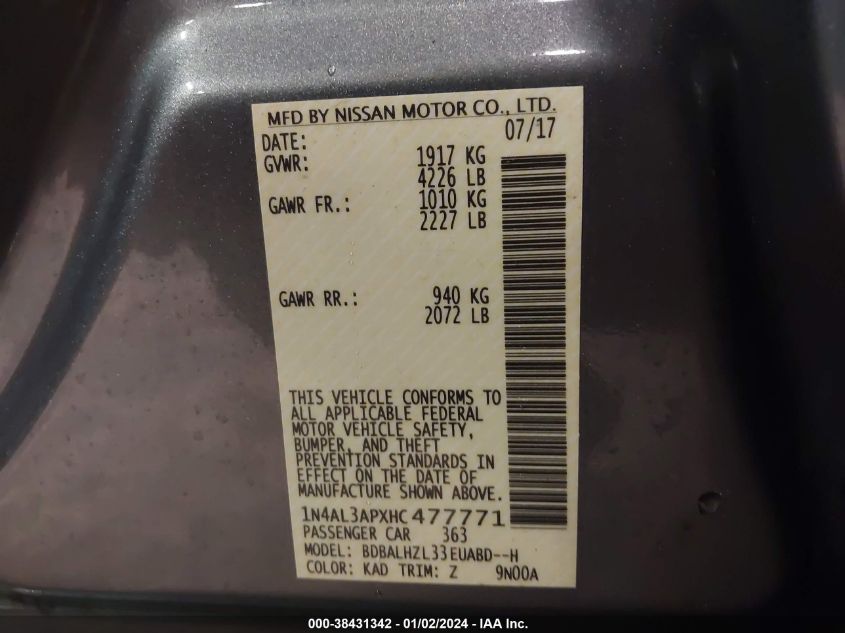 MFD BY NISSAN MOTOR CO., LTD.
DATE: 07/17
GVWR: 1917 KG
4226 LB
GAWR FR.: 1010 KG
2227 LB
GAWR RR.: 940 KG
2072 LB
THIS VEHICLE CONFORMS TO
ALL APPLICABLE FEDERAL
MOTOR VEHICLE SAFETY,
BUMPER, AND THEFT
PREVENTION STANDARDS IN
EFFECT ON THE DATE OF
MANUFACTURE SHOWN ABOVE.
1N4AL3APXHC477771
PASSENGER CAR 363
MODEL: BDBALHZL33EUABD--H
COLOR: KAD TRIM: Z 9N00A
000-38431342 - 01/02/2024 - IAA Inc.